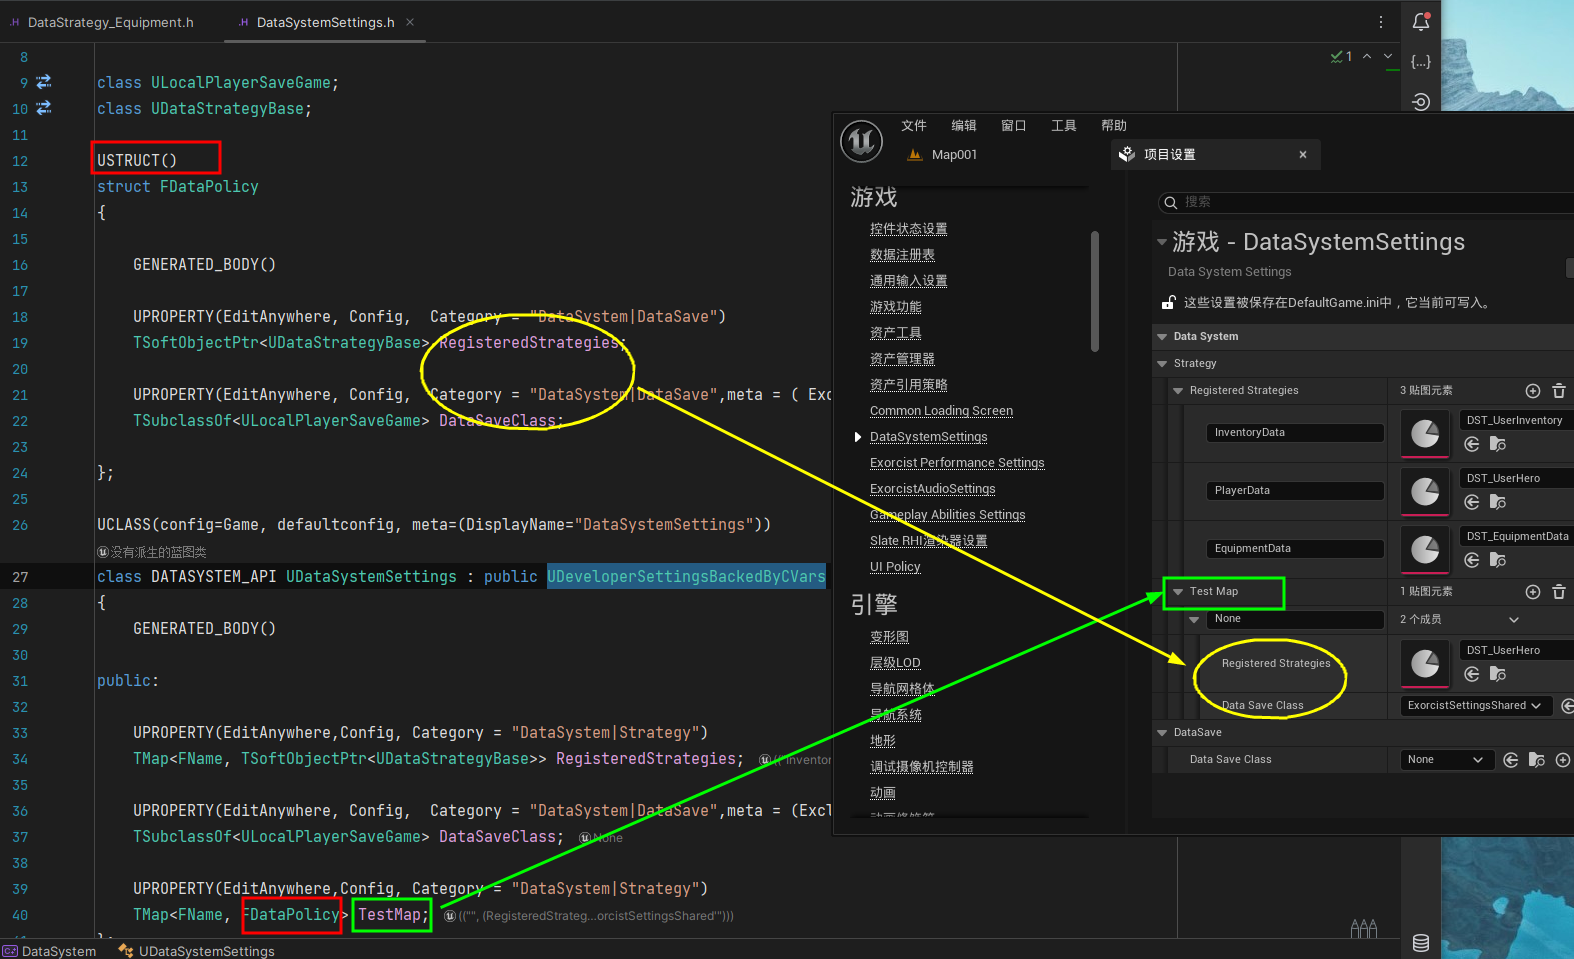 DataStrategy_Equipment.h
DataSystemSettings.h
8
9 class ULocalPlayerSaveGame;
10 class UDataStrategyBase;
11
12 USTRUCT()
13 struct FDataPolicy
14 {
15
16 GENERATED_BODY()
17
18 UPROPERTY(EditAnywhere, Config, Category = "DataSystem|DataSave")
19 TSoftObjectPtr<UDataStrategyBase> RegisteredStrategies;
20
21 UPROPERTY(EditAnywhere, Config, Category = "DataSystem|DataSave",meta = ( Exc
22 TSubclassOf<ULocalPlayerSaveGame> DataSaveClass;
23
24 };
25
26 UCLASS(config=Game, defaultconfig, meta=(DisplayName="DataSystemSettings"))
没有派生的蓝图类
27 class DATASYSTEM_API UDataSystemSettings : public UDeveloperSettingsBackedByCVars
28 {
29 GENERATED_BODY()
30
31 public:
32
33 UPROPERTY(EditAnywhere,Config, Category = "DataSystem|Strategy")
34 TMap<FName, TSoftObjectPtr<UDataStrategyBase>> RegisteredStrategies; (("Inventor
35
36 UPROPERTY(EditAnywhere, Config, Category = "DataSystem|DataSave",meta = (Excl
37 TSubclassOf<ULocalPlayerSaveGame> DataSaveClass; None
38
39 UPROPERTY(EditAnywhere,Config, Category = "DataSystem|Strategy")
40 TMap<FName, FDataPolicy> TestMap; (("", (RegisteredStrateg...orcistSettingsShared'")))
41 };
DataSystem
UDataSystemSettings
1
{...}
文件 编辑 窗口 工具 帮助
Map001
项目设置
游戏
控件状态设置
数据注册表
通用输入设置
游戏功能
资产工具
资产管理器
资产引用策略
Common Loading Screen
DataSystemSettings
Exorcist Performance Settings
ExorcistAudioSettings
Gameplay Abilities Settings
Slate RHI渲染器设置
UI Policy
引擎
变形图
层级LOD
导航网格体
导航系统
地形
调试摄像机控制器
动画
搜索
游戏 - DataSystemSettings
Data System Settings
这些设置被保存在DefaultGame.ini中，它当前可写入。
Data System
Strategy
Registered Strategies 3 贴图元素
InventoryData DST_UserInventory
PlayerData DST_UserHero
EquipmentData DST_EquipmentData
Test Map 1 贴图元素
None 2 个成员
Registered Strategies DST_UserHero
Data Save Class ExorcistSettingsShared
DataSave
Data Save Class None